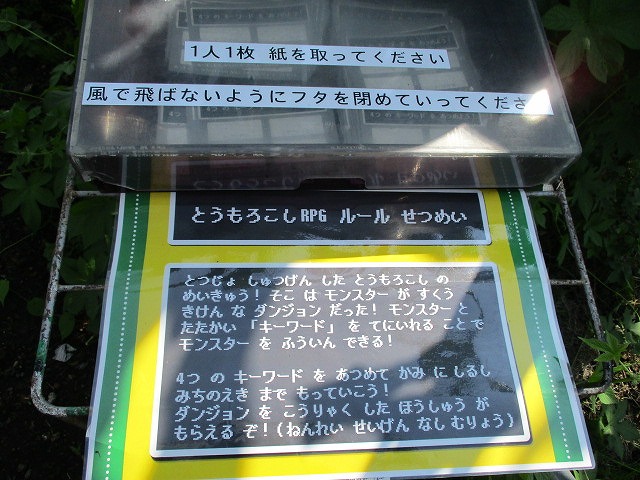 1人1枚 紙を取ってください
風で飛ばないようにフタを閉めていってくださ
とうもろこしRPG ルール せつめい
とつじょ しゅつげん した とうもろこし の
めいきゅう！そこ は モンスター が すくう
きけん な ダンジョン だった！モンスター と
たたかい 「キーワード」 を てにいれる ことで
モンスター を ふういん できる！
4つ の キーワード を あつめて かみ に しるし
みちのえき まで もっていこう！
ダンジョン を こうりゃく した ほうしゅう が
もらえる ぞ！(ねんれい せいげん なし むりょう)